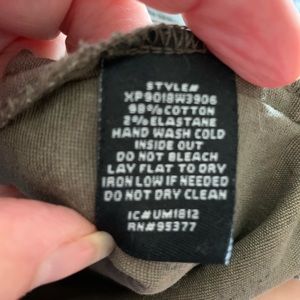 STYLE#
XP9018W3906
98% COTTON
2% ELASTANE
HAND WASH COLD
INSIDE OUT
DO NOT BLEACH
LAY FLAT TO DRY
IRON LOW IF NEEDED
DO NOT DRY CLEAN
IC#UM1812
RN#95377